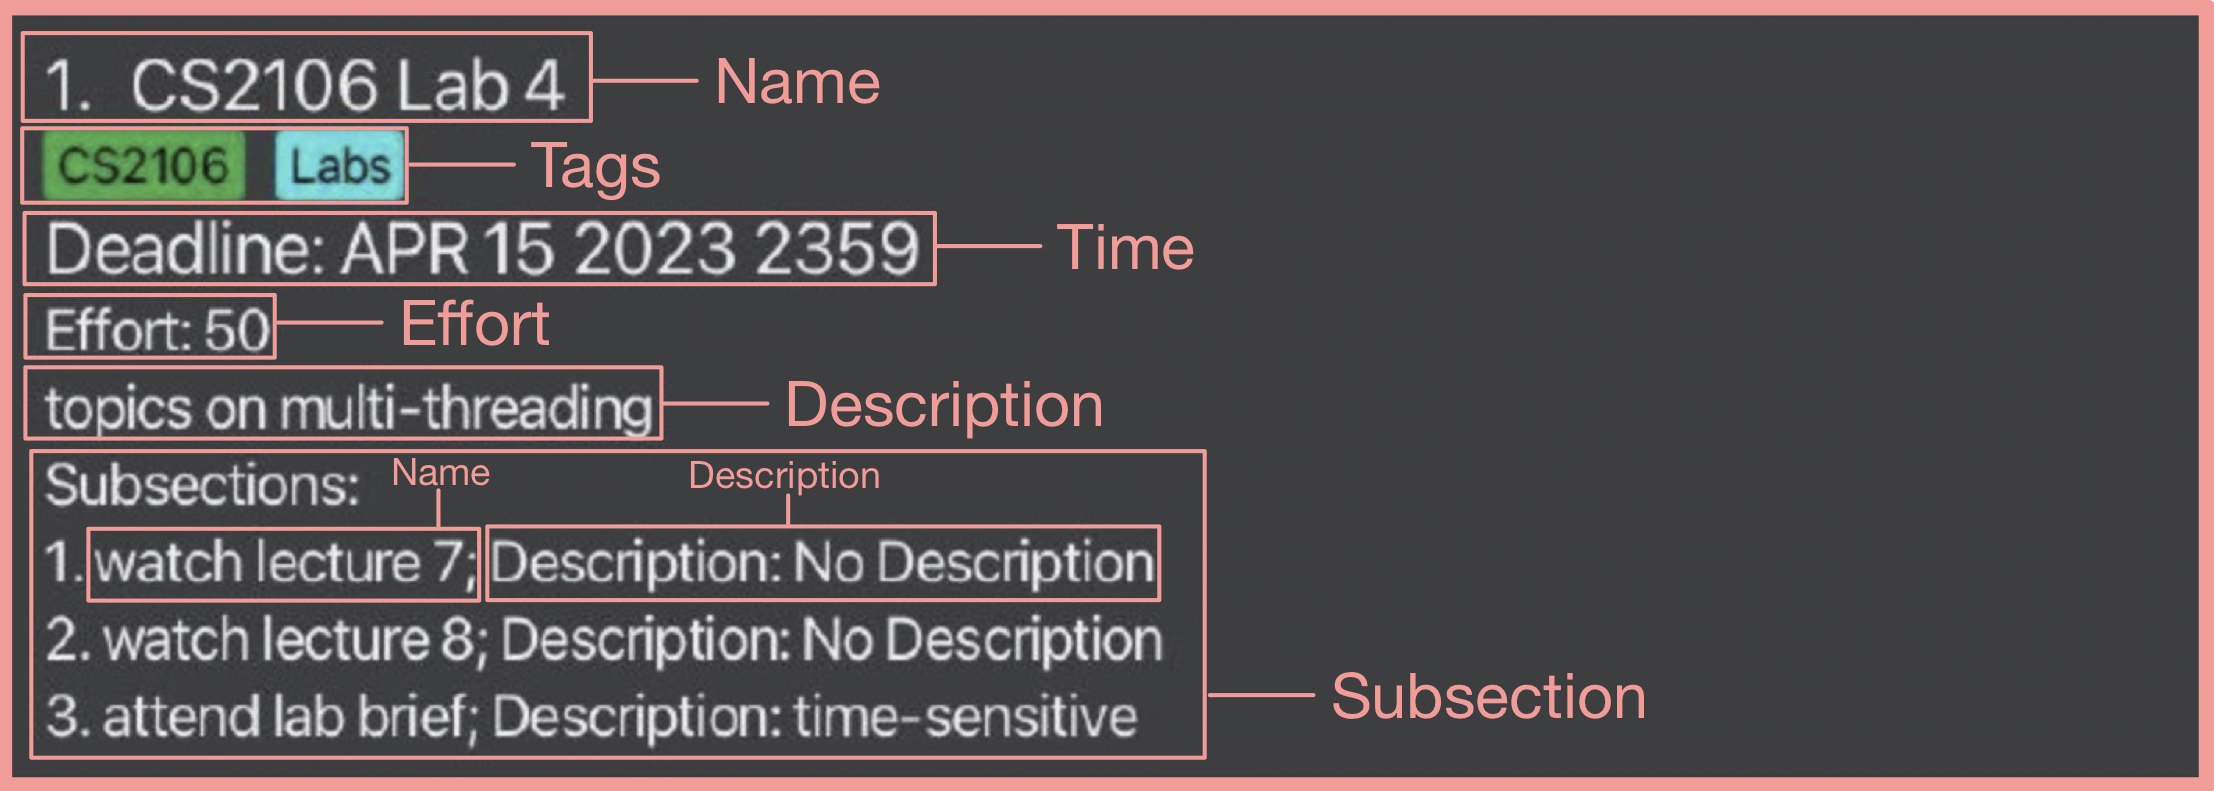 1. CS2106 Lab 4 Name
CS2106 Labs Tags
Deadline: APR 15 2023 2359 Time
Effort: 50 Effort
topics on multi-threading Description
Subsections: Name Description
1. watch lecture 7; Description: No Description
2. watch lecture 8; Description: No Description
3. attend lab brief; Description: time-sensitive
Subsection